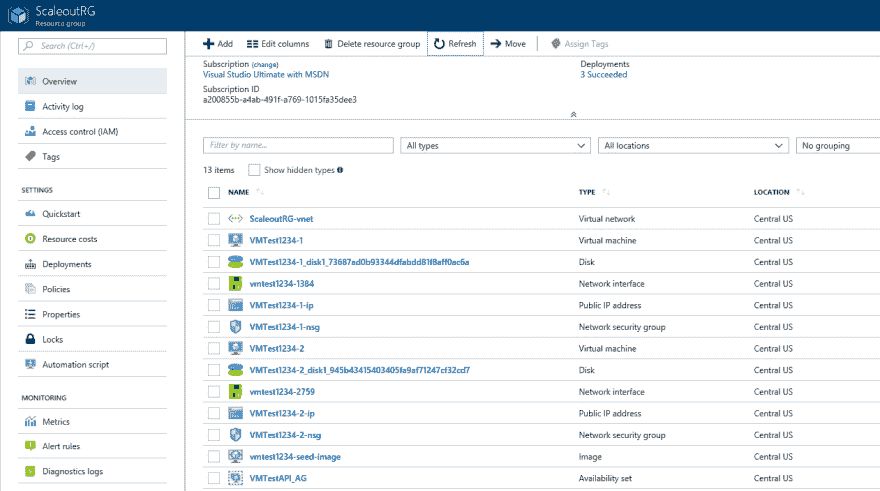 ScaleoutRG
Resource group
Search (Ctrl+/)
Overview
Activity log
Access control (IAM)
Tags
SETTINGS
Quickstart
Resource costs
Deployments
Policies
Properties
Locks
Automation script
MONITORING
Metrics
Alert rules
Diagnostics logs
Add Edit columns Delete resource group Refresh Move Assign Tags
Subscription (change) Deployments
Visual Studio Ultimate with MSDN 3 Succeeded
Subscription ID
a200855b-a4ab-491f-a769-1015fa35dee3
Filter by name... All types All locations No grouping
13 items Show hidden types
NAME TYPE LOCATION
ScaleoutRG-vnet Virtual network Central US
VMTest1234-1 Virtual machine Central US
VMTest1234-1_disk1_73687ad0b93344dfabdd81f8aff0ac6a Disk Central US
vmtest1234-1384 Network interface Central US
VMTest1234-1-ip Public IP address Central US
VMTest1234-1-nsg Network security group Central US
VMTest1234-2 Virtual machine Central US
VMTest1234-2_disk1_945b43415403405fa9af71247cf32cd7 Disk Central US
vmtest1234-2759 Network interface Central US
VMTest1234-2-ip Public IP address Central US
VMTest1234-2-nsg Network security group Central US
vmtest1234-seed-image Image Central US
VMTestAPI_AG Availability set Central US